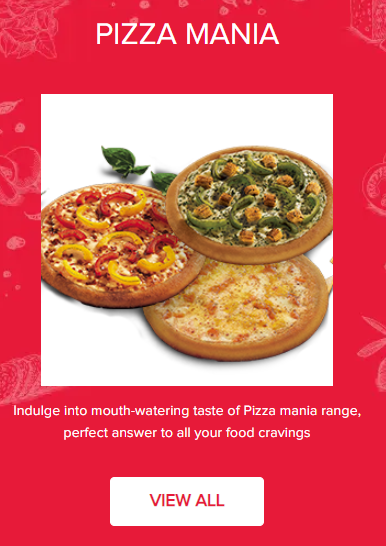 PIZZA MANIA
Indulge into mouth-watering taste of Pizza mania range,
perfect answer to all your food cravings
VIEW ALL